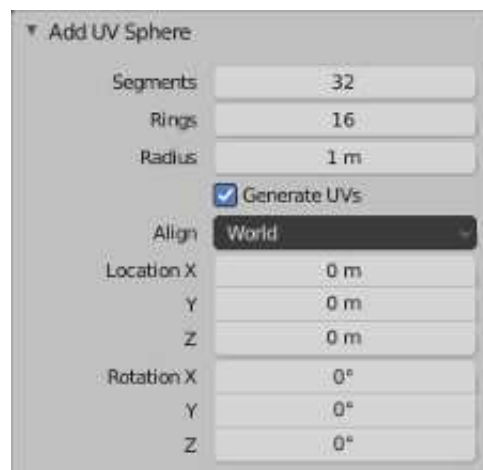 Add UV Sphere
Segments 32
Rings 16
Radius 1 m
Generate UVs
Align World
Location X 0 m
Y 0 m
Z 0 m
Rotation X 0°
Y 0°
Z 0°